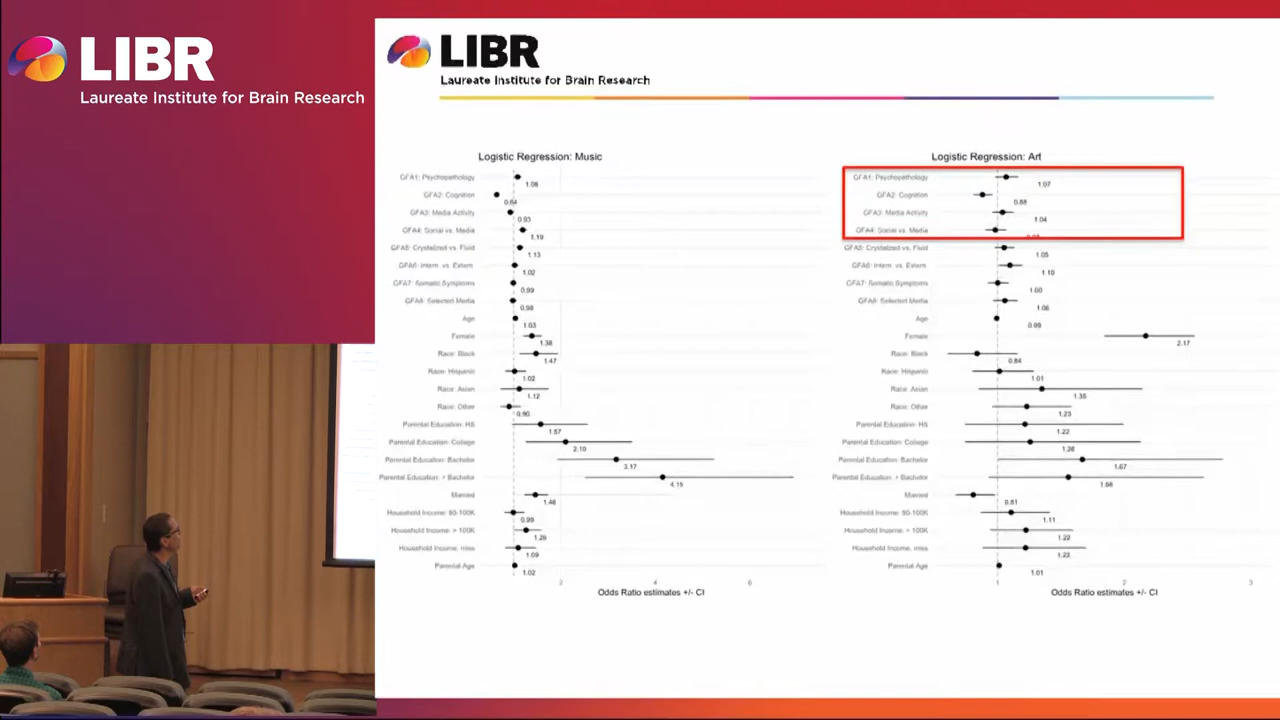 LIBR
Laureate Institute for Brain Research
LIBR
Laureate Institute for Brain Research
Logistic Regression: Music
GFA1: Psychopathology
1.08
GFA2: Cognition
0.64
GFA3: Media Activity
0.93
GFA4: Social vs. Media
1.19
GFA5: Crystalized vs. Fluid
1.13
GFA6: Intern vs. Extern.
1.02
GFA7: Somatic Symptoms
0.99
GFA8: Selected Media
0.98
Age
1.03
Female
1.38
Race: Black
1.47
Race: Hispanic
1.02
Race: Asian
1.12
Race: Other
0.90
Parental Education: HS
1.57
Parental Education: College
2.10
Parental Education: Bachelor
3.17
Parental Education: > Bachelor
4.15
Married
1.46
Household Income: 50-100K
0.99
Household Income: > 100K
1.26
Household Income: miss
1.09
Parental Age
1.02
2 4 6
Odds Ratio estimates +/- CI
Logistic Regression: Art
GFA1: Psychopathology
1.07
GFA2: Cognition
0.88
GFA3: Media Activity
1.04
GFA4: Social vs. Media
GFA5: Crystalized vs. Fluid
1.05
GFA6: Intern vs. Extern.
1.10
GFA7: Somatic Symptoms
1.00
GFA8: Selected Media
1.06
Age
0.99
Female
2.17
Race: Black
0.84
Race: Hispanic
1.01
Race: Asian
1.35
Race: Other
1.23
Parental Education: HS
1.22
Parental Education: College
1.26
Parental Education: Bachelor
1.67
Parental Education: > Bachelor
1.56
Married
0.81
Household Income: 50-100K
1.11
Household Income: > 100K
1.22
Household Income: miss
1.22
Parental Age
1.01
1 2 3
Odds Ratio estimates +/- CI